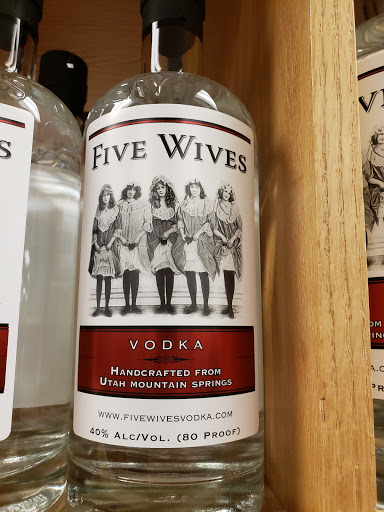 FIVE WIVES
VODKA
HANDCRAFTED FROM
UTAH MOUNTAIN SPRINGS
WWW.FIVEWIVESVODKA.COM
40% ALC/VOL. (80 PROOF)